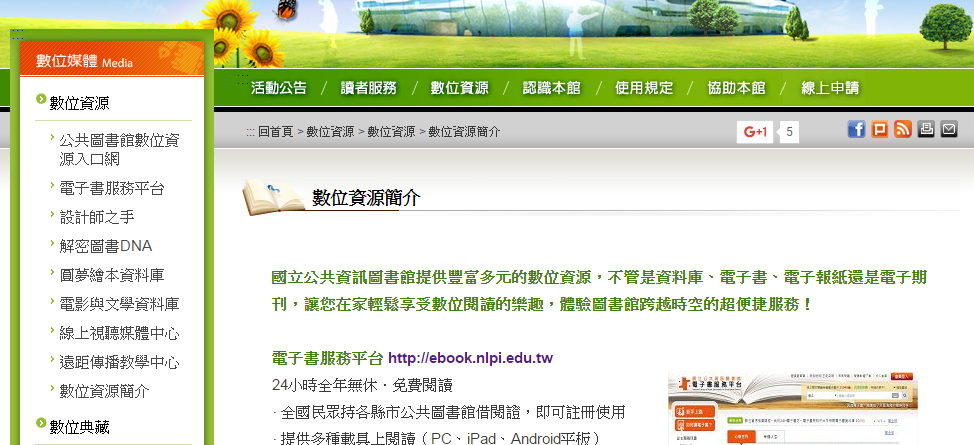 數位媒體 Media
數位資源
公共圖書館數位資
源入口網
電子書服務平台
設計師之手
解密圖書DNA
圓夢繪本資料庫
電影與文學資料庫
線上視聽媒體中心
遠距傳播教學中心
數位資源簡介
數位典藏
:::
活動公告 / 讀者服務 / 數位資源 / 認識本館 / 使用規定 / 協助本館 / 線上申請
::: 回首頁 > 數位資源 > 數位資源 > 數位資源簡介
G+1 5
數位資源簡介
國立公共資訊圖書館提供豐富多元的數位資源，不管是資料庫、電子書、電子報紙還是電子期
刊，讓您在家輕鬆享受數位閱讀的樂趣，體驗圖書館跨越時空的超便捷服務！
電子書服務平台 http://ebook.nlpi.edu.tw
24小時全年無休．免費閱讀
· 全國民眾持各縣市公共圖書館借閱證，即可註冊使用
· 提供多種載具上閱讀（PC、iPad、Android平板）
電子書服務平台